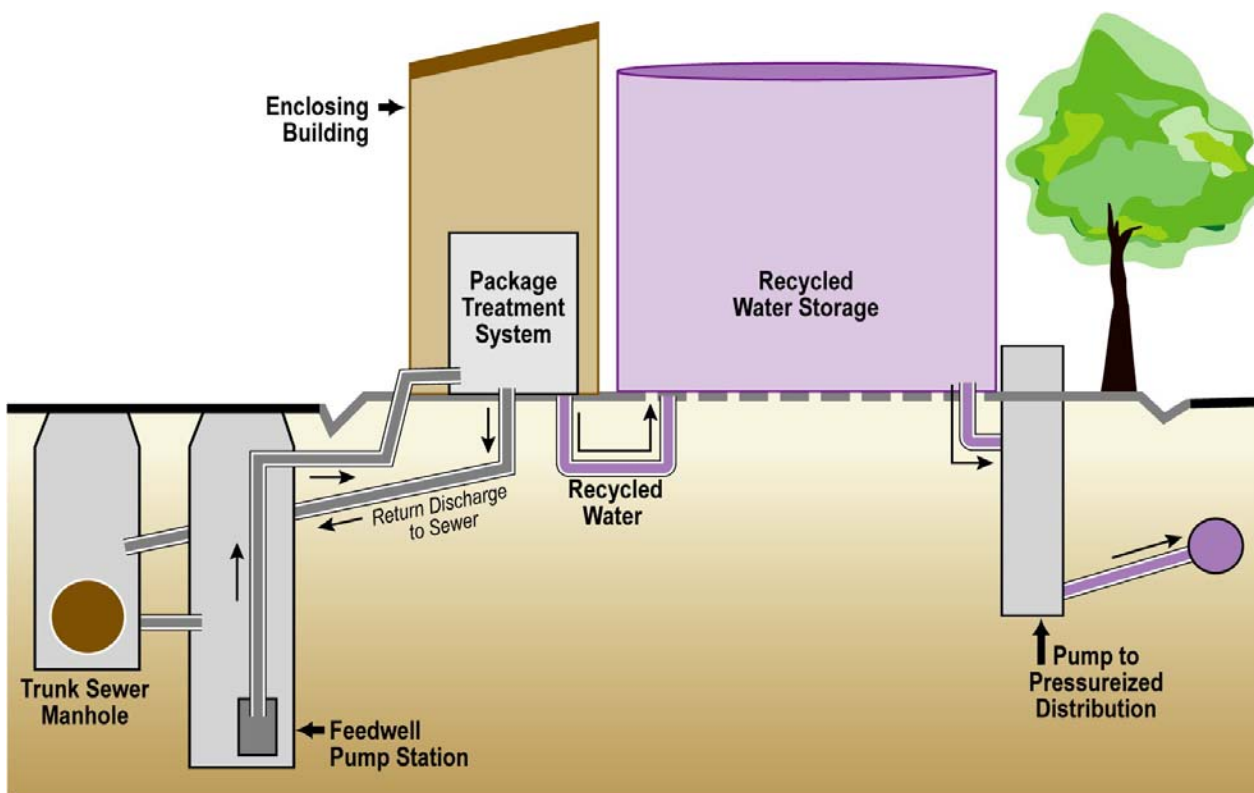 Enclosing
Building
Package
Treatment
System
Recycled
Water Storage
Return Discharge
to Sewer
Recycled
Water
Trunk Sewer
Manhole
Feedwell
Pump Station
Pump to
Pressureized
Distribution